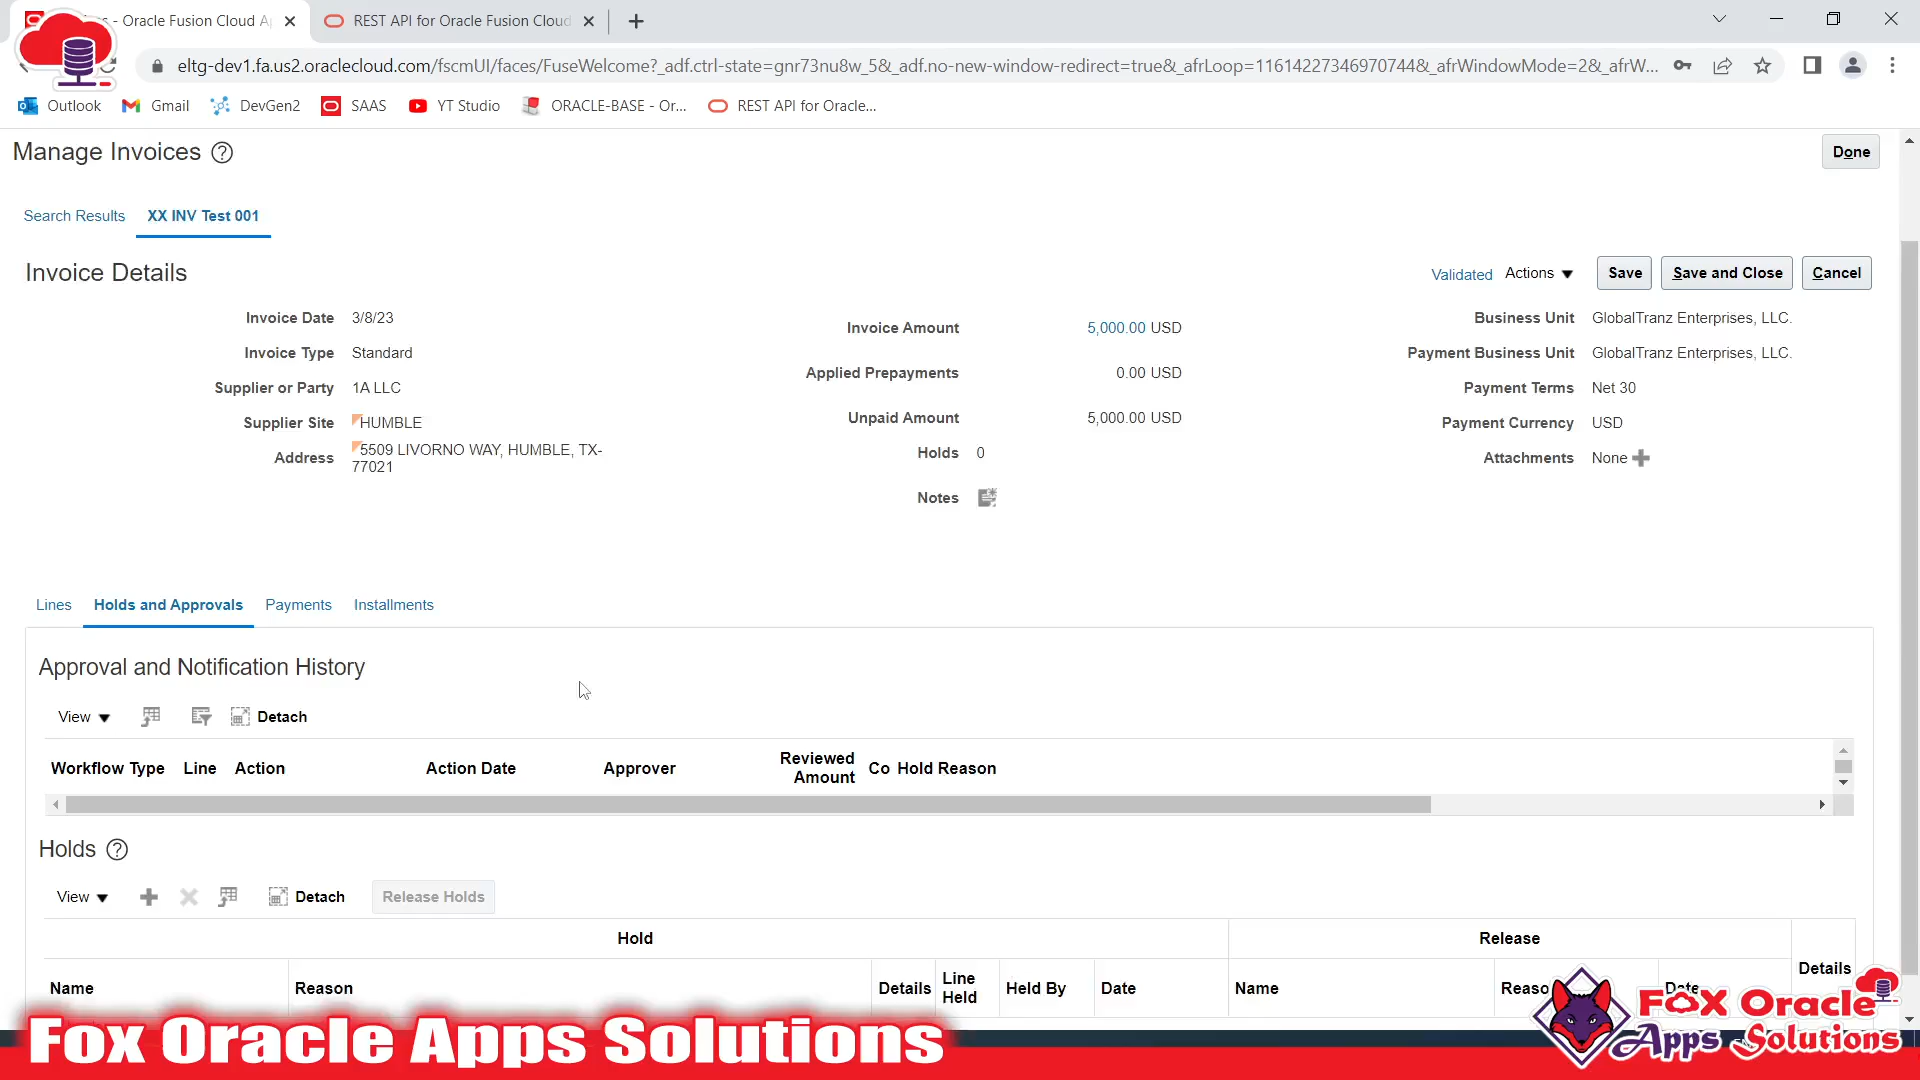 - Oracle Fusion Cloud A
REST API for Oracle Fusion Cloud
eltg-dev1.fa.us2.oraclecloud.com/fscmUI/faces/FuseWelcome?_adf.ctrl-state=gnr73nu8w_5&_adf.no-new-window-redirect=true&_afrLoop=11614227346970744&_afrWindowMode=2&_afrW...
Outlook Gmail DevGen2 SAAS YT Studio ORACLE-BASE - Or... REST API for Oracle...
Manage Invoices ?
Done
Search Results XX INV Test 001
Invoice Details
Validated Actions Save Save and Close Cancel
Invoice Date 3/8/23
Invoice Type Standard
Supplier or Party 1A LLC
Supplier Site HUMBLE
Address 5509 LIVORNO WAY, HUMBLE, TX-
77021
Invoice Amount 5,000.00 USD
Applied Prepayments 0.00 USD
Unpaid Amount 5,000.00 USD
Holds 0
Notes
Business Unit GlobalTranz Enterprises, LLC.
Payment Business Unit GlobalTranz Enterprises, LLC.
Payment Terms Net 30
Payment Currency USD
Attachments None
Lines Holds and Approvals Payments Installments
Approval and Notification History
View Detach
Workflow Type Line Action Action Date Approver Reviewed Amount Co Hold Reason
Holds ?
View Detach Release Holds
Hold Release
Name Reason Details Line Held Held By Date Name Reaso Date Details
Fox Oracle Apps Solutions
FOX Oracle
Apps Solutions